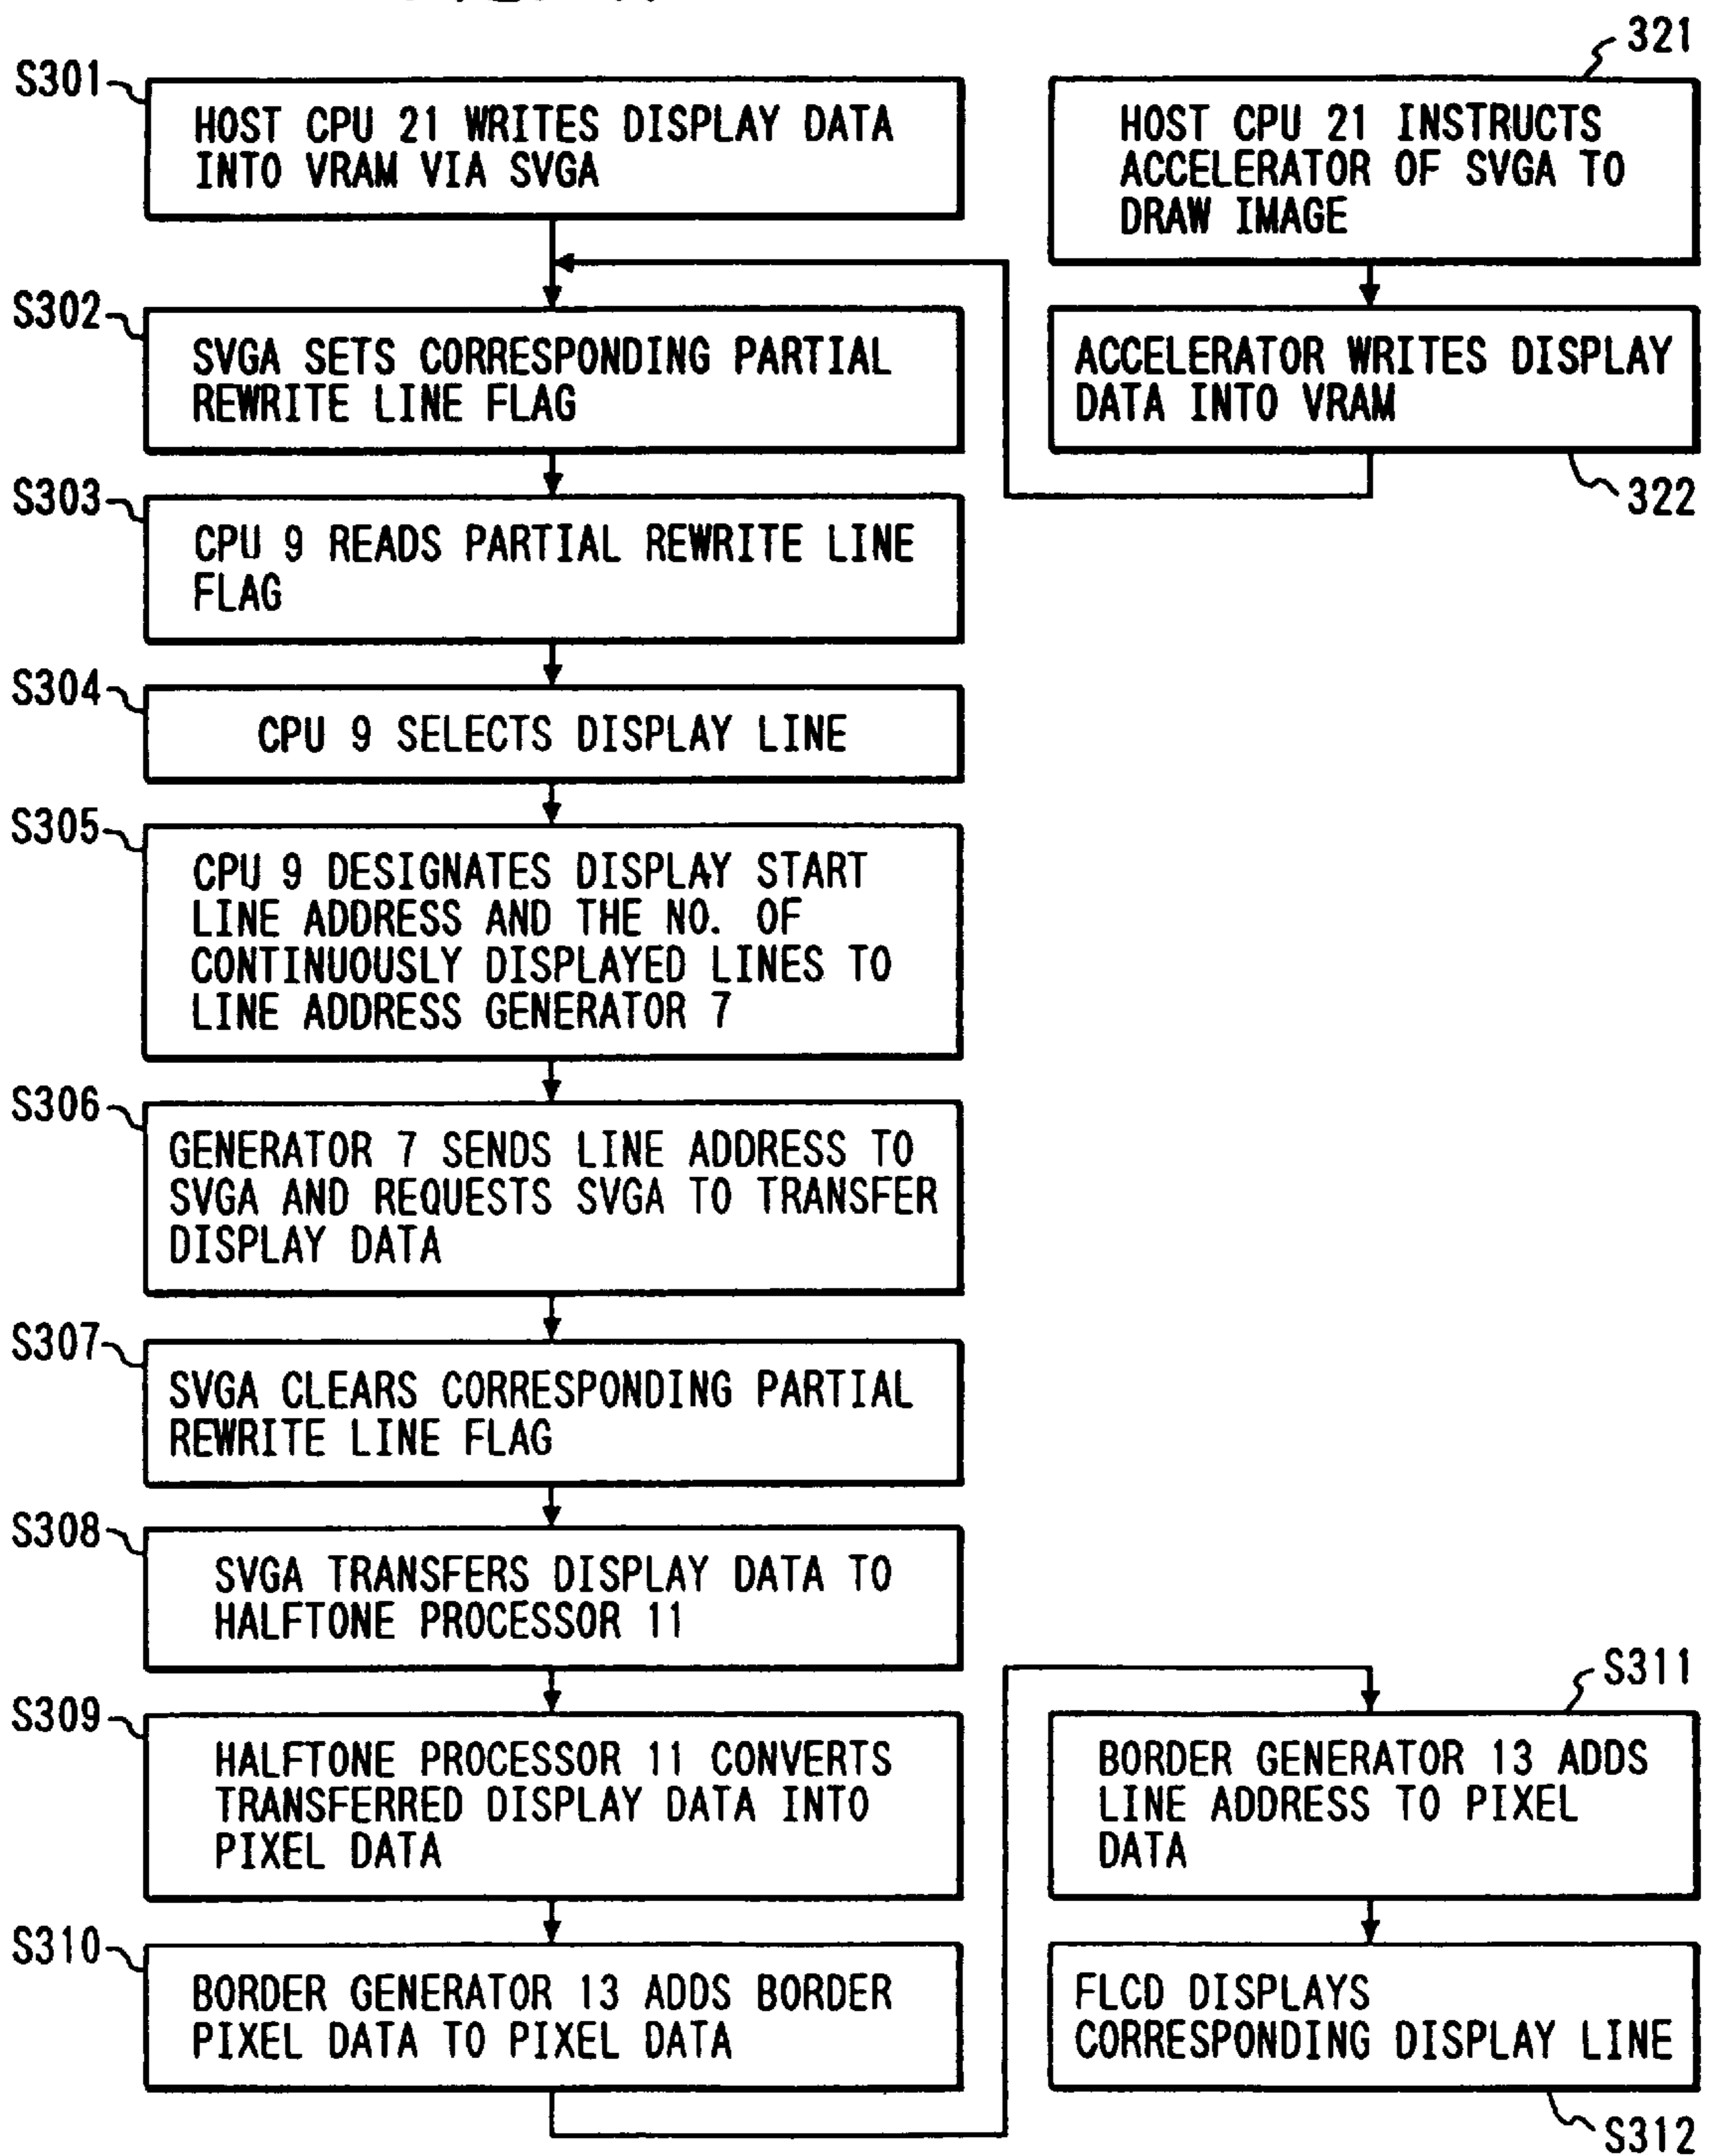 S301
HOST CPU 21 WRITES DISPLAY DATA
INTO VRAM VIA SVGA
321
HOST CPU 21 INSTRUCTS
ACCELERATOR OF SVGA TO
DRAW IMAGE
S302
SVGA SETS CORRESPONDING PARTIAL
REWRITE LINE FLAG
ACCELERATOR WRITES DISPLAY
DATA INTO VRAM
322
S303
CPU 9 READS PARTIAL REWRITE LINE
FLAG
S304
CPU 9 SELECTS DISPLAY LINE
S305
CPU 9 DESIGNATES DISPLAY START
LINE ADDRESS AND THE NO. OF
CONTINUOUSLY DISPLAYED LINES TO
LINE ADDRESS GENERATOR 7
S306
GENERATOR 7 SENDS LINE ADDRESS TO
SVGA AND REQUESTS SVGA TO TRANSFER
DISPLAY DATA
S307
SVGA CLEARS CORRESPONDING PARTIAL
REWRITE LINE FLAG
S308
SVGA TRANSFERS DISPLAY DATA TO
HALFTONE PROCESSOR 11
S309
HALFTONE PROCESSOR 11 CONVERTS
TRANSFERRED DISPLAY DATA INTO
PIXEL DATA
S310
BORDER GENERATOR 13 ADDS BORDER
PIXEL DATA TO PIXEL DATA
S311
BORDER GENERATOR 13 ADDS
LINE ADDRESS TO PIXEL
DATA
FLCD DISPLAYS
CORRESPONDING DISPLAY LINE
S312